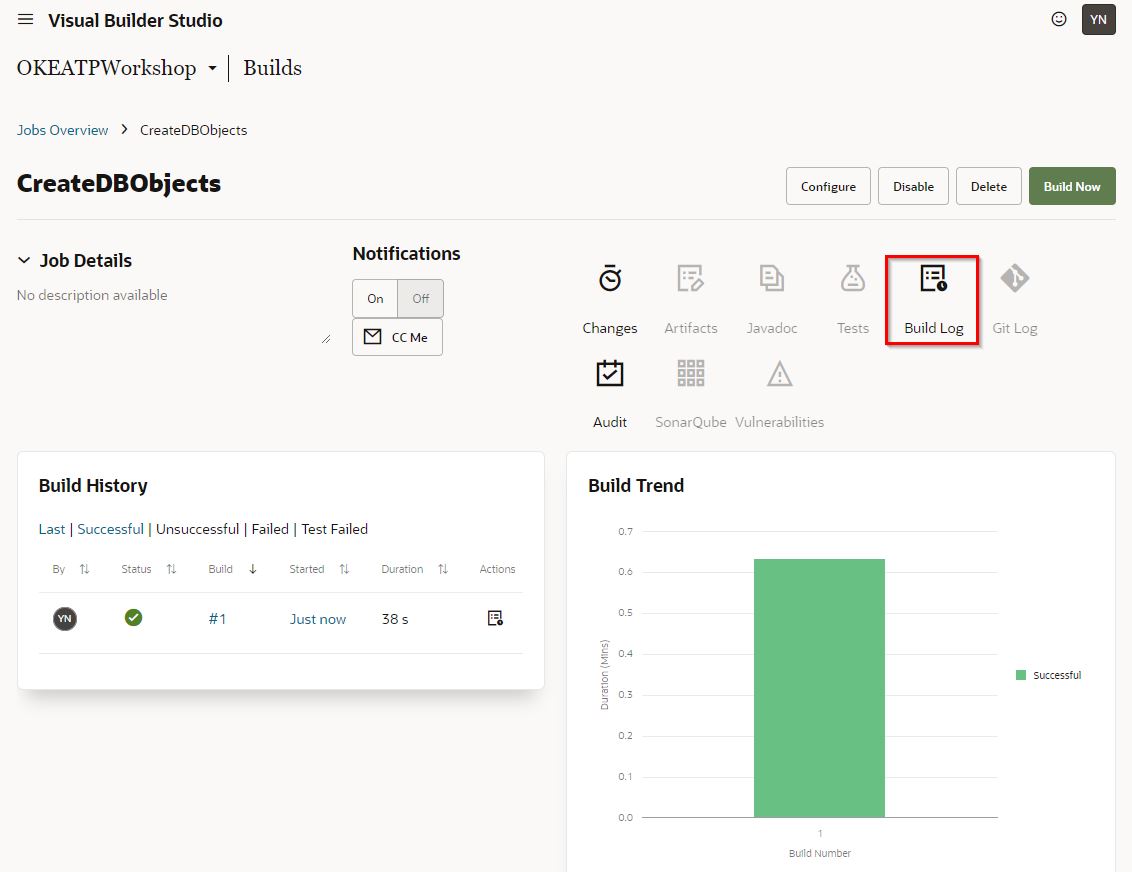 Visual Builder Studio
YN
OKEATPWorkshop | Builds
Jobs Overview > CreateDBObjects
CreateDBObjects
Configure
Disable
Delete
Build Now
Job Details
No description available
Notifications
On
Off
CC Me
Changes
Artifacts
Javadoc
Tests
Build Log
Git Log
Audit
SonarQube
Vulnerabilities
Build History
Last | Successful | Unsuccessful | Failed | Test Failed
By Status Build Started Duration Actions
YN #1 Just now 38 s
Build Trend
0.7
0.6
0.5
0.4
0.3
0.2
0.1
0.0
Duration (Mins)
1
Build Number
Successful